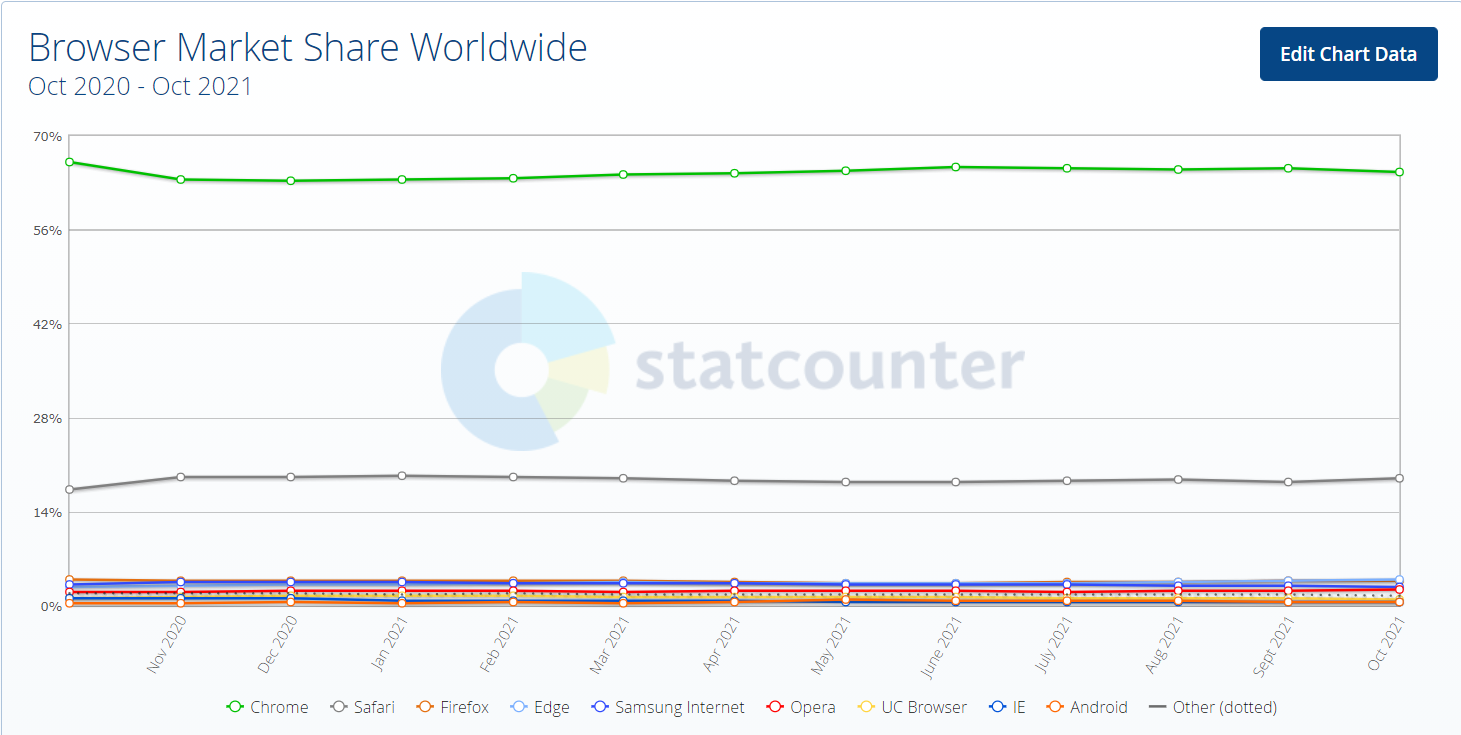 Browser Market Share Worldwide
Oct 2020 - Oct 2021
Edit Chart Data
70%
56%
42%
28%
14%
0%
statcounter
Nov 2020 Dec 2020 Jan 2021 Feb 2021 Mar 2021 Apr 2021 May 2021 June 2021 July 2021 Aug 2021 Sept 2021 Oct 2021
Chrome Safari Firefox Edge Samsung Internet Opera UC Browser IE Android Other (dotted)